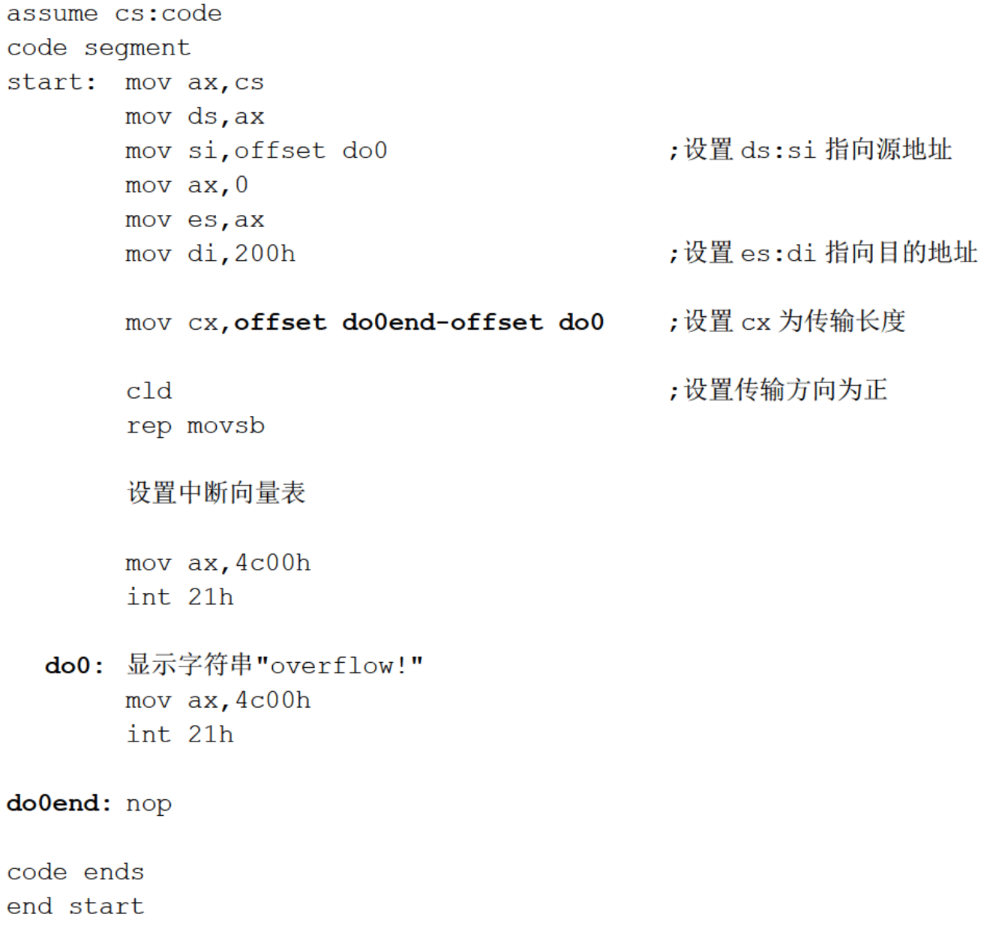 assume cs:code
code segment
start: mov ax,cs
mov ds,ax
mov si,offset do0 ;设置 ds:si 指向源地址
mov ax,0
mov es,ax
mov di,200h ;设置 es:di 指向目的地址
mov cx,offset do0end-offset do0 ;设置 cx 为传输长度
cld ;设置传输方向为正
rep movsb
设置中断向量表
mov ax,4c00h
int 21h
do0: 显示字符串"overflow!"
mov ax,4c00h
int 21h
do0end: nop
code ends
end start